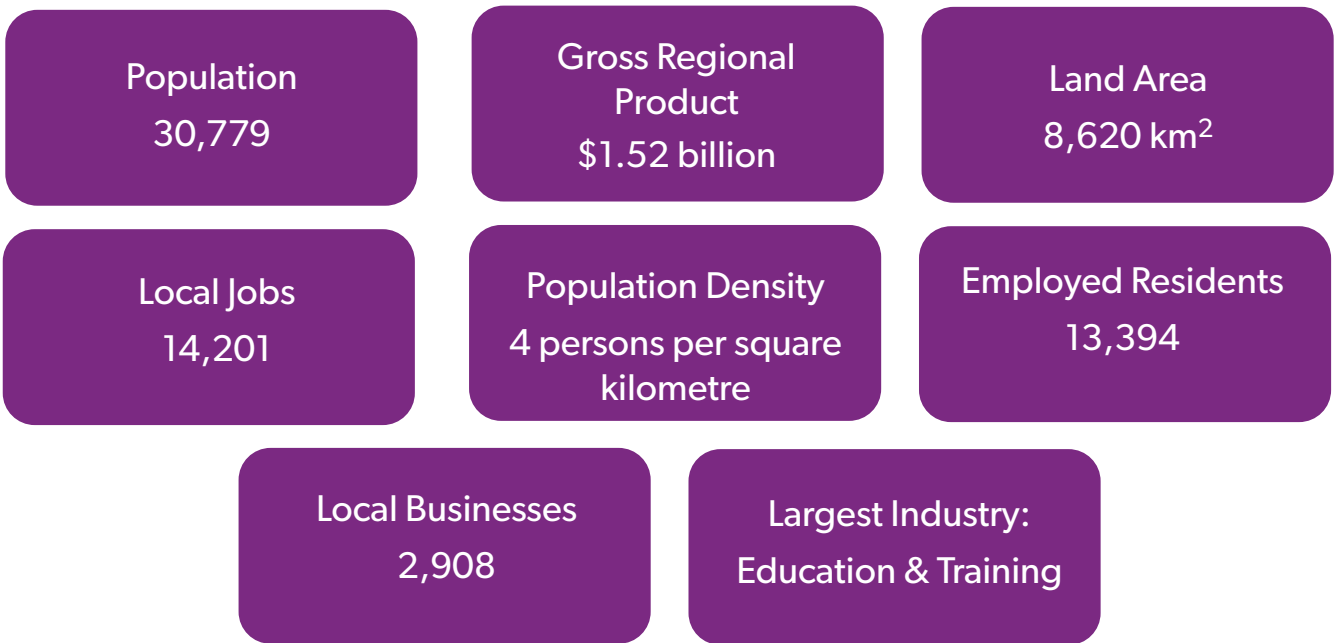 Population
30,779
Gross Regional
Product
$1.52 billion
Land Area
8,620 km²
Local Jobs
14,201
Population Density
4 persons per square
kilometre
Employed Residents
13,394
Local Businesses
2,908
Largest Industry:
Education & Training